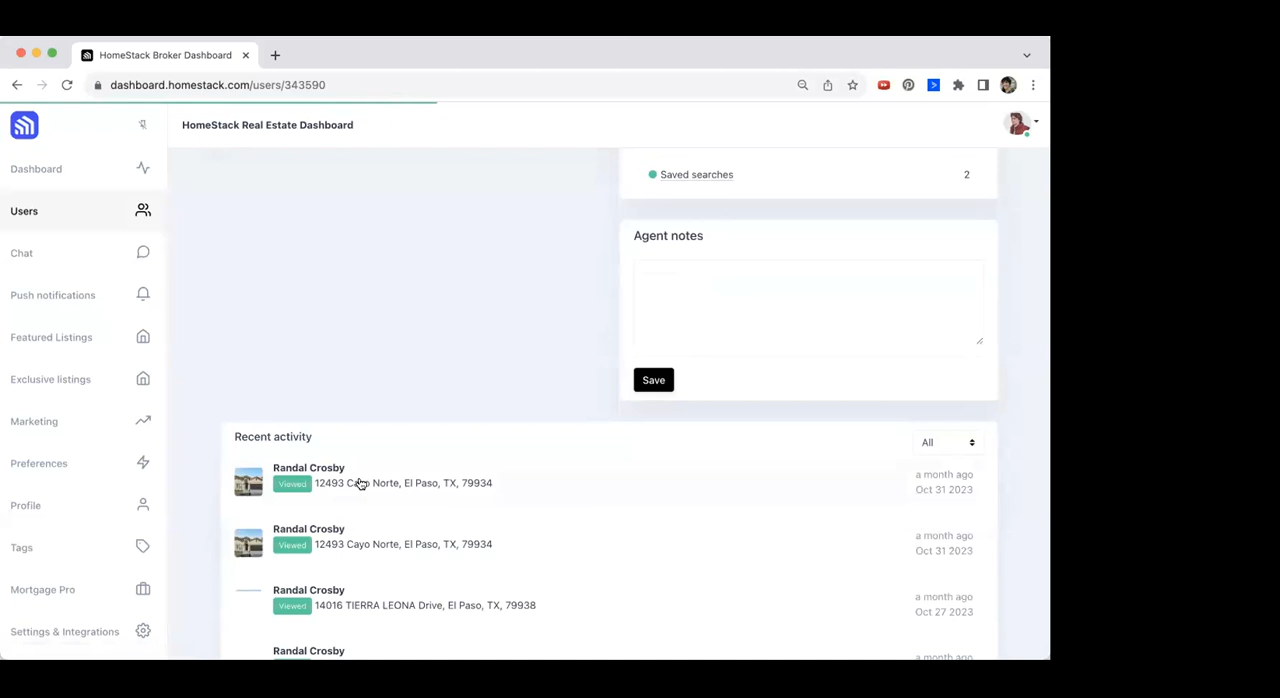 HomeStack Broker Dashboard
dashboard.homestack.com/users/343590
HomeStack Real Estate Dashboard
Dashboard
Users
Chat
Push notifications
Featured Listings
Exclusive listings
Marketing
Preferences
Profile
Tags
Mortgage Pro
Settings & Integrations
Saved searches 2
Agent notes
Save
Recent activity All
Randal Crosby
Viewed 12493 Cayo Norte, El Paso, TX, 79934
a month ago
Oct 31 2023
Randal Crosby
Viewed 12493 Cayo Norte, El Paso, TX, 79934
a month ago
Oct 31 2023
Randal Crosby
Viewed 14016 TIERRA LEONA Drive, El Paso, TX, 79938
a month ago
Oct 27 2023
Randal Crosby
a month ago